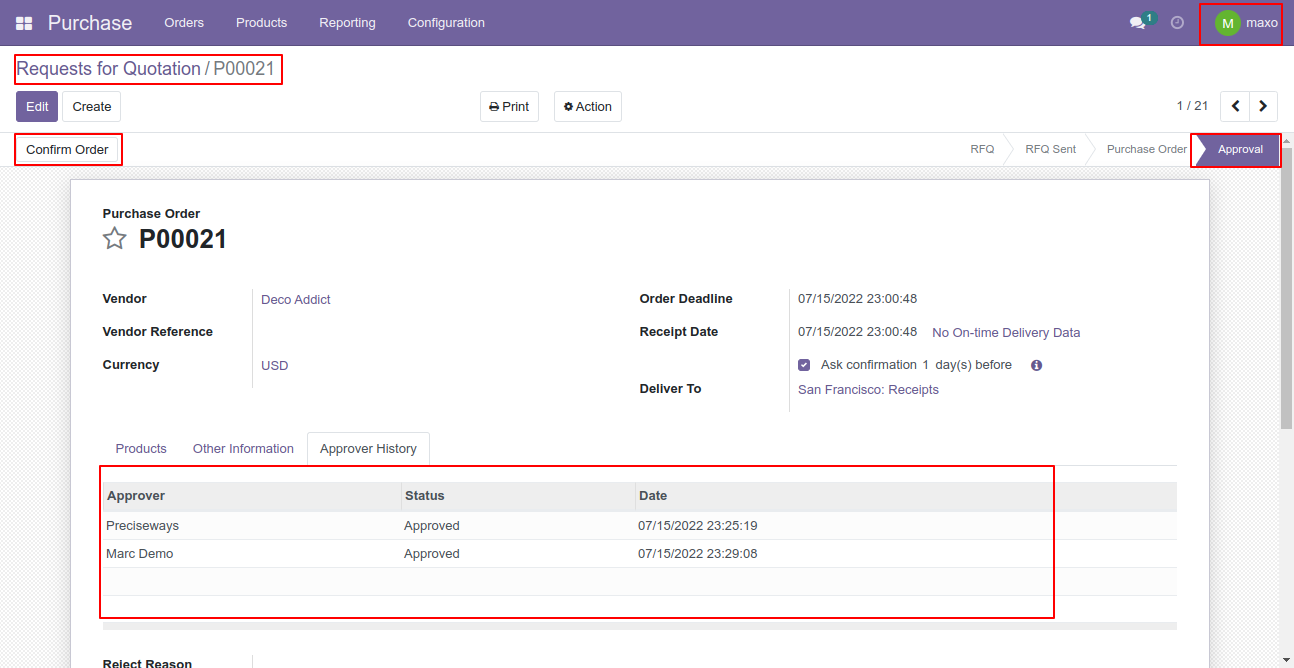 Purchase Orders Products Reporting Configuration 1 M maxo
Requests for Quotation / P00021
Edit Create Print Action 1 / 21
Confirm Order RFQ RFQ Sent Purchase Order Approval
Purchase Order
P00021
Vendor Deco Addict Order Deadline 07/15/2022 23:00:48
Vendor Reference Receipt Date 07/15/2022 23:00:48 No On-time Delivery Data
Currency USD Ask confirmation 1 day(s) before
Deliver To San Francisco: Receipts
Products Other Information Approver History
Approver Status Date
Preciseways Approved 07/15/2022 23:25:19
Marc Demo Approved 07/15/2022 23:29:08
Reject Reason